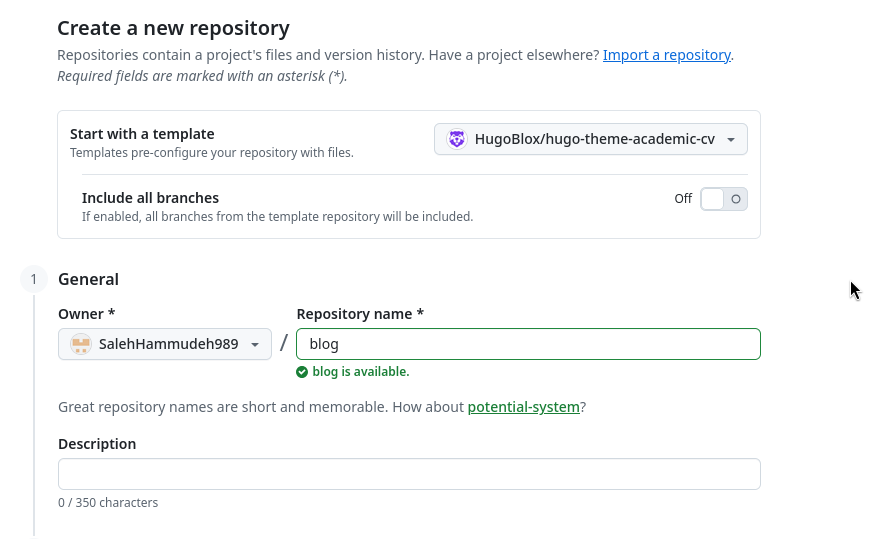 Create a new repository
Repositories contain a project's files and version history. Have a project elsewhere? Import a repository.
Required fields are marked with an asterisk (*).
Start with a template
HugoBlox/hugo-theme-academic-cv
Templates pre-configure your repository with files.
Include all branches
Off
If enabled, all branches from the template repository will be included.
1 General
Owner * Repository name *
SalehHammudeh989 / blog
blog is available.
Great repository names are short and memorable. How about potential-system?
Description
0 / 350 characters